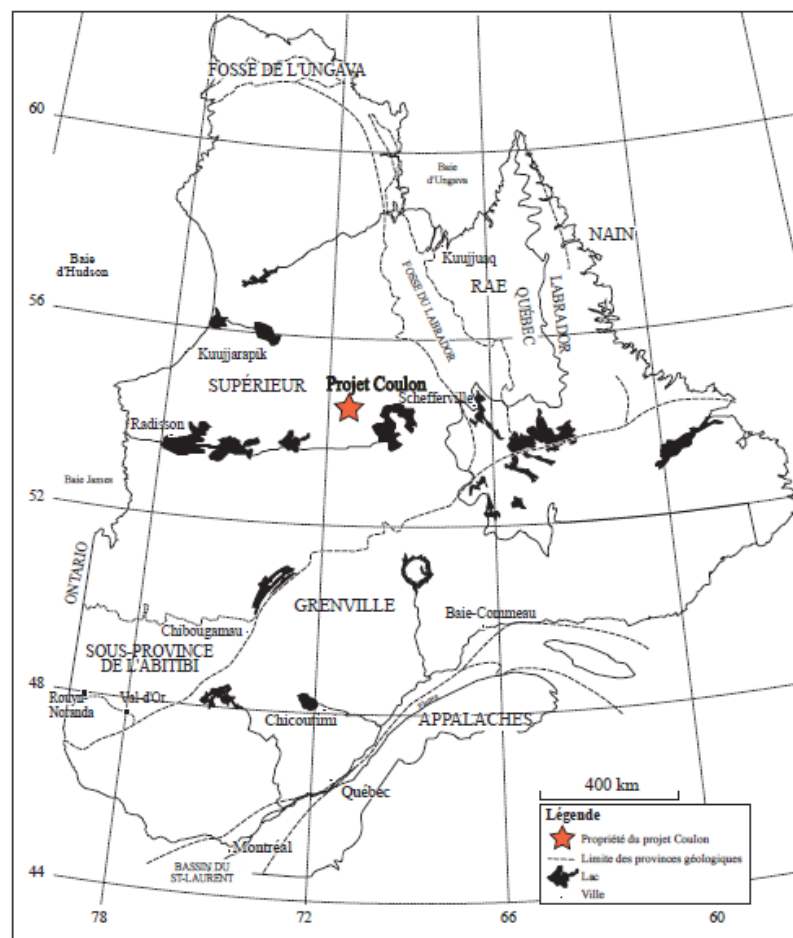 FOSSE DE L'UNGAVA
60
Baie
d'Ungava
NAIN
Baie
d'Hudson
Kuujjuaq
RAE
FOSSE DU LABRADOR
QUÉBEC
LABRADOR
56
Kuujjarapik
SUPÉRIEUR
Projet Coulon
Schefferville
Radisson
Baie James
52
ONTARIO
GRENVILLE
Baie-Commeau
Chibougamau
SOUS-PROVINCE
DE L'ABITIBI
48
Rouyn-
Noranda
Val-d'Or
Chicoutimi
APPALACHES
Québec
400 km
Montréal
BASSIN DU
ST-LAURENT
44
Légende
Propriété du projet Coulon
Limite des provinces géologiques
Lac
Ville
78
72
66
60